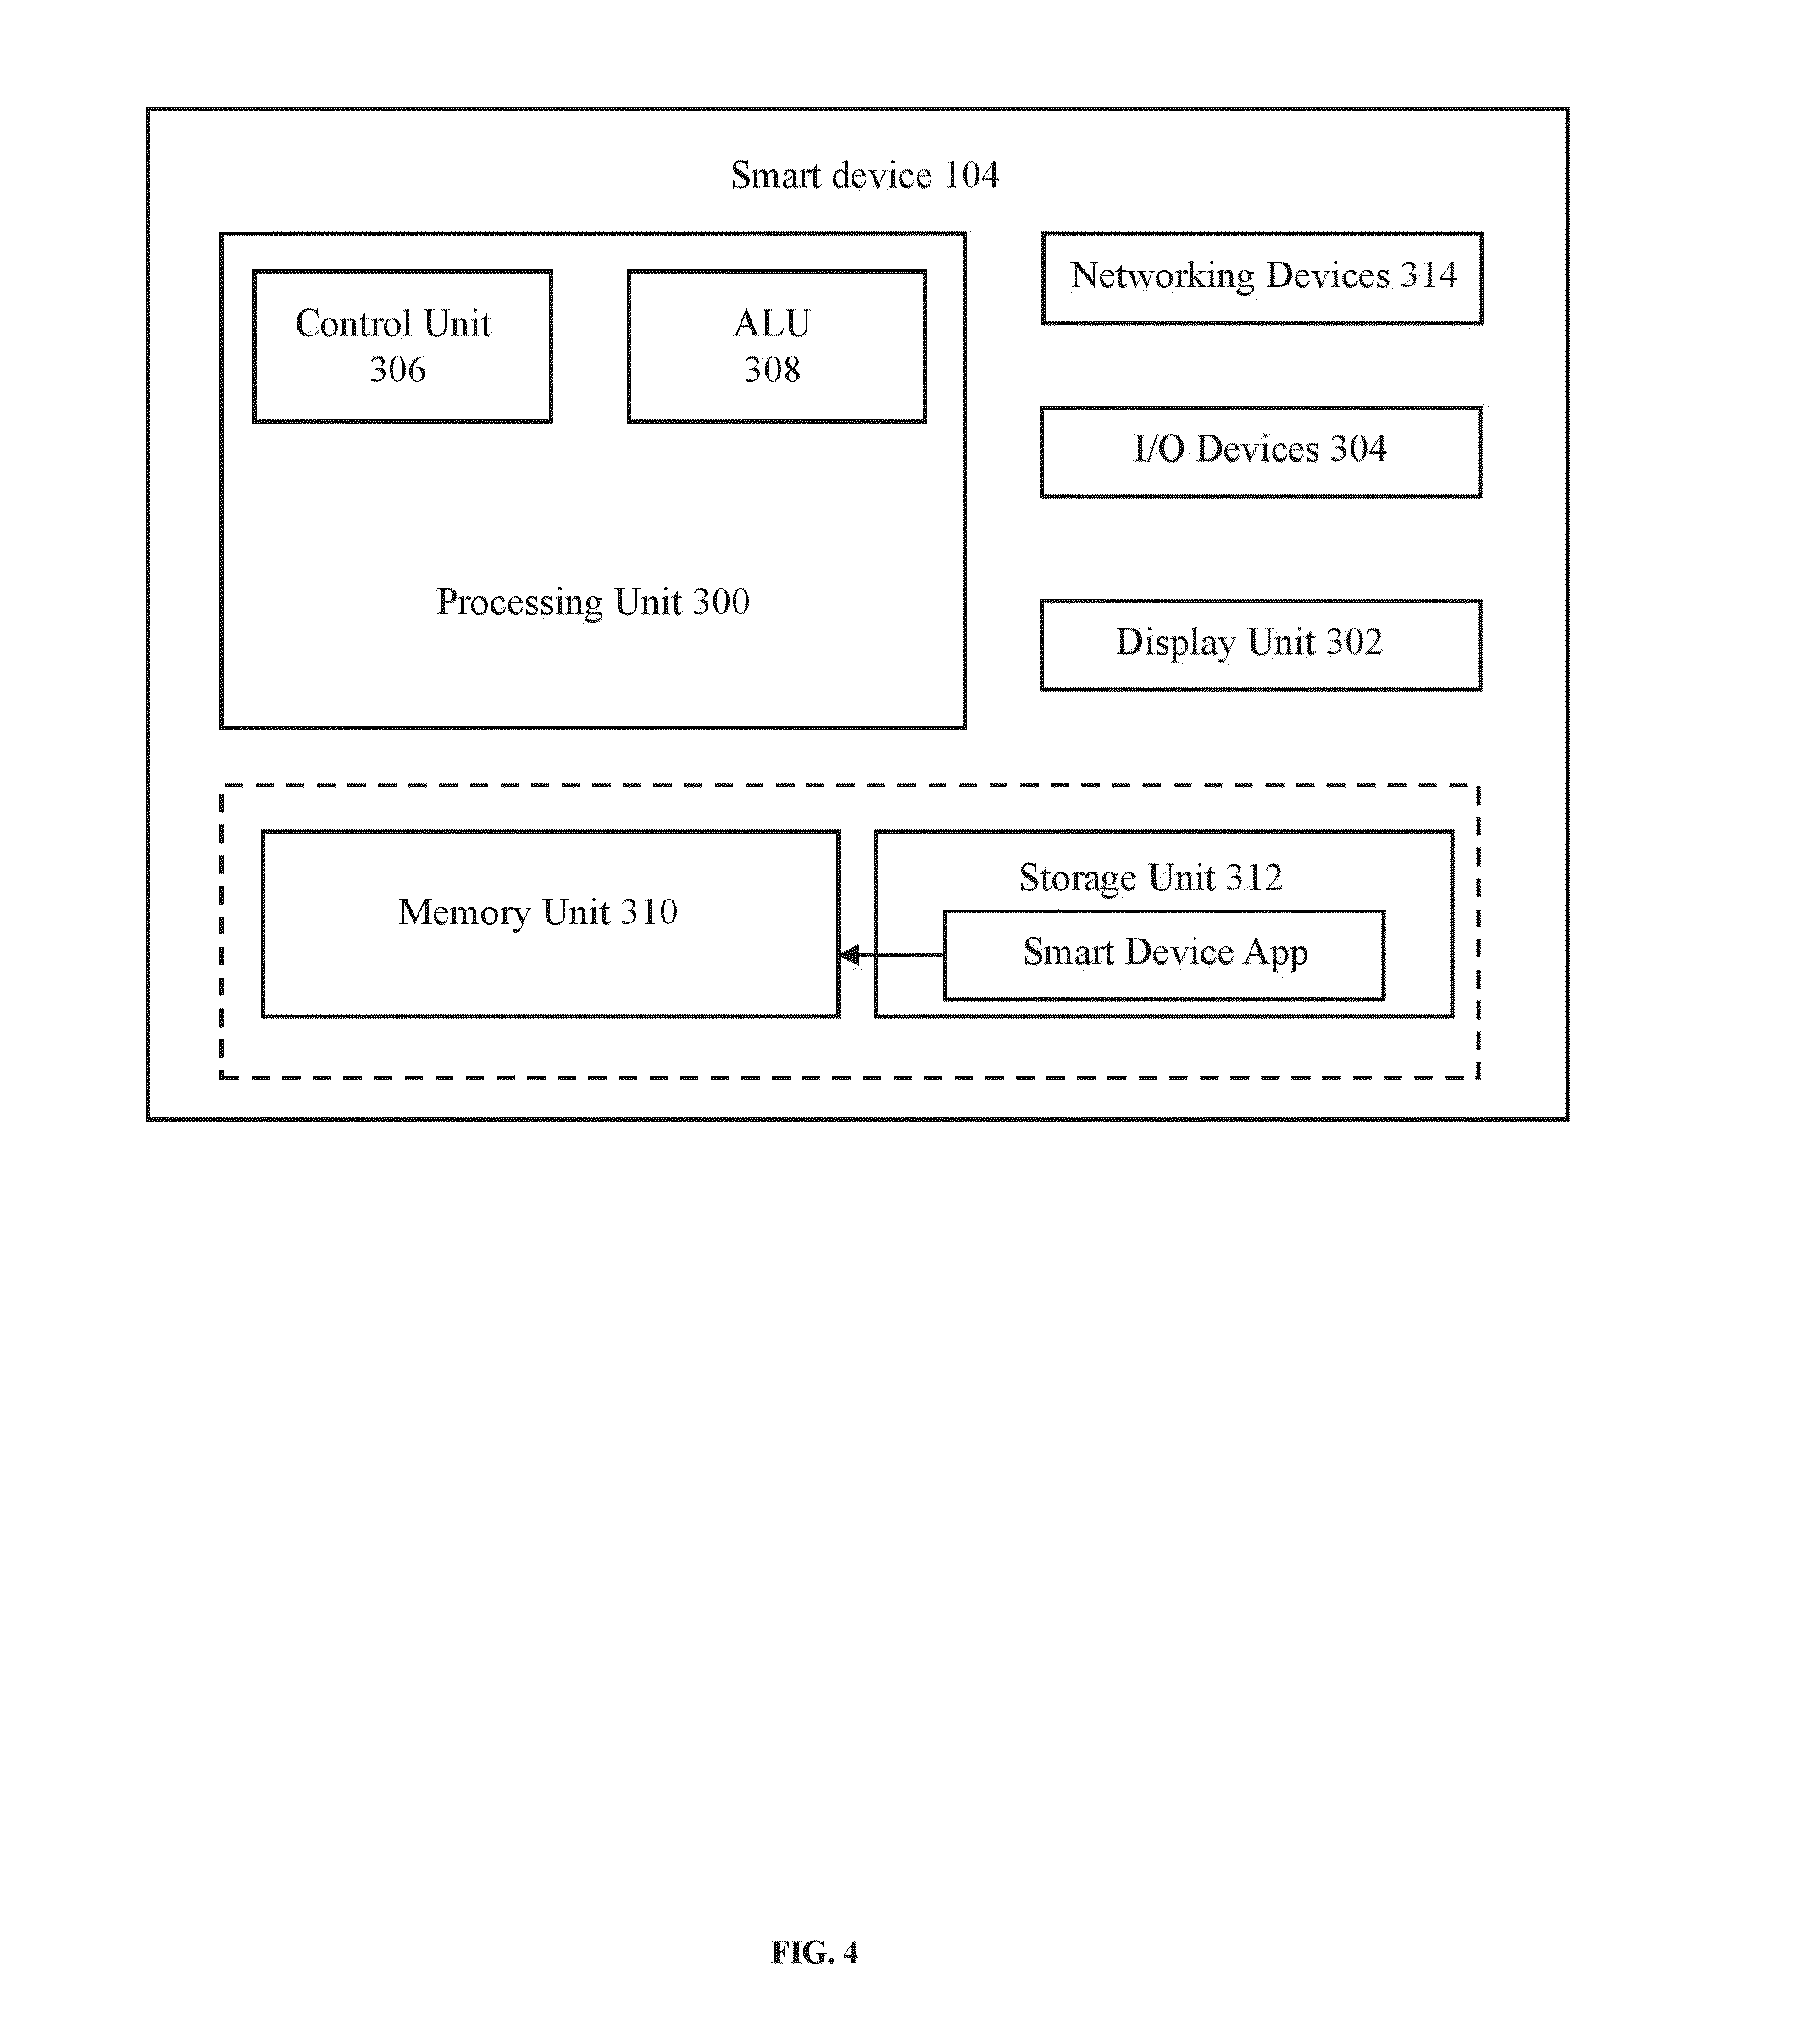 Smart device 104
Control Unit
306
ALU
308
Processing Unit 300
Networking Devices 314
I/O Devices 304
Display Unit 302
Memory Unit 310
Storage Unit 312
Smart Device App
FIG. 4